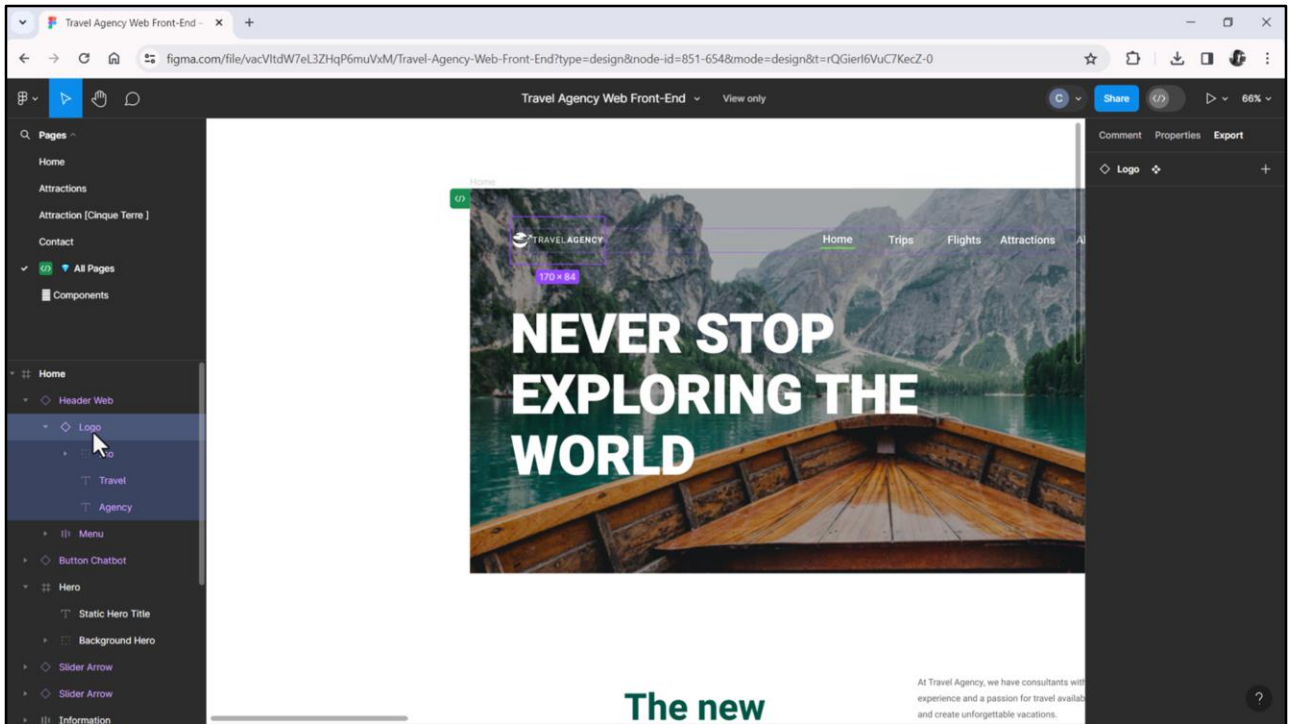 Travel Agency Web Front-End -
figma.com/file/vacVItdW7eL3ZHqP6muVxM/Travel-Agency-Web-Front-End?type=design&node-id=851-654&mode=design&t=rQGierI6VuC7KecZ-0
Travel Agency Web Front-End View only
C Share 66%
Pages
Home
Attractions
Attraction [Cinque Terre ]
Contact
All Pages
Components
Home
Header Web
Logo
Travel
Agency
Menu
Button Chatbot
Hero
Static Hero Title
Background Hero
Slider Arrow
Slider Arrow
Information
Home
TRAVELAGENCY
Home Trips Flights Attractions
170 × 84
NEVER STOP
EXPLORING THE
WORLD
The new
At Travel Agency, we have consultants with
experience and a passion for travel
and create unforgettable vacations.
Comment Properties Export
Logo
?